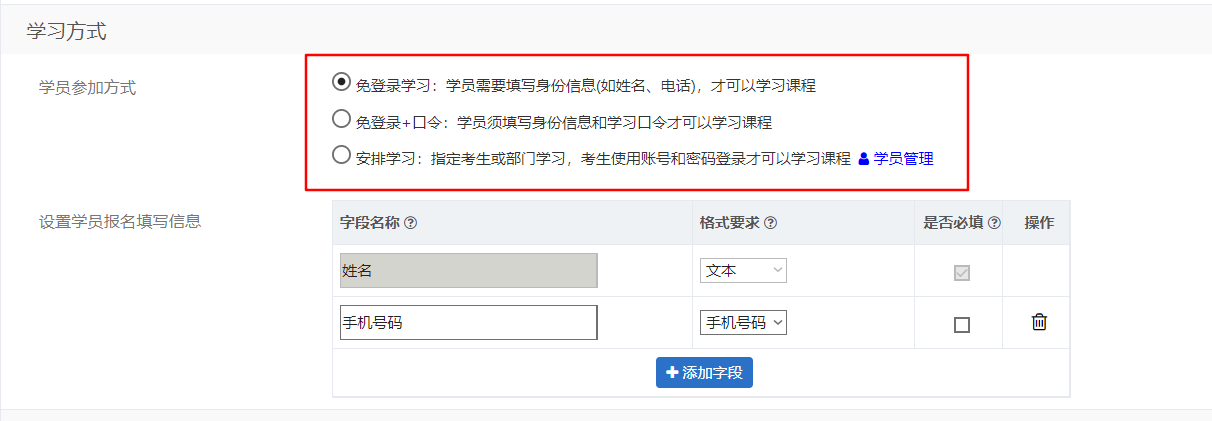 学习方式
学员参加方式
免登录学习：学员需要填写身份信息(如姓名、电话)，才可以学习课程
免登录+口令：学员须填写身份信息和学习口令才可以学习课程
安排学习：指定考生或部门学习，考生使用账号和密码登录才可以学习课程 学员管理
设置学员报名填写信息
字段名称 格式要求 是否必填 操作
姓名 文本
手机号码 手机号码
添加字段